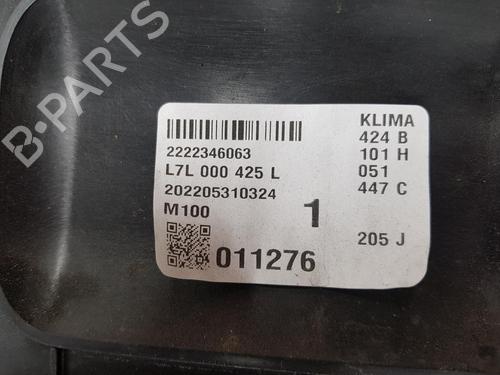 B-PARTS
2222346063
L7L 000 425 L
202205310324
M100
1
011276
KLIMA
424 B
101 H
051
447 C
205 J